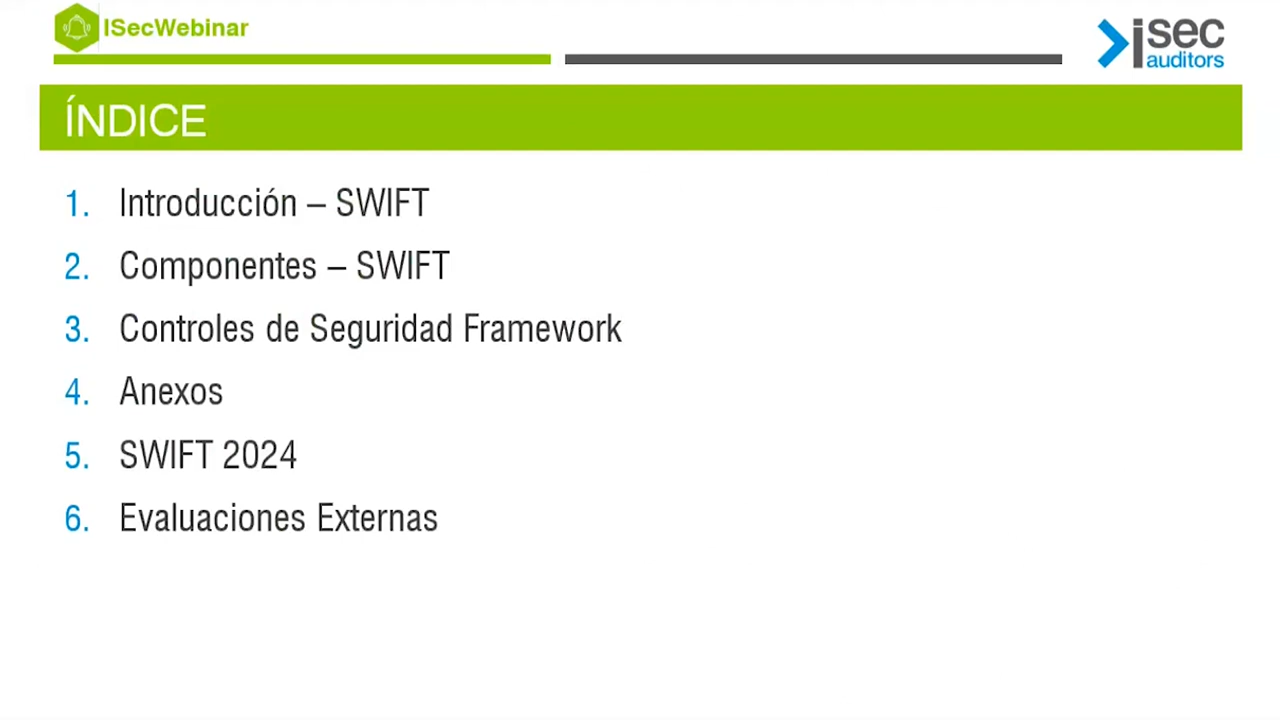 ISecWebinar
isec
auditors
ÍNDICE
1. Introducción – SWIFT
2. Componentes – SWIFT
3. Controles de Seguridad Framework
4. Anexos
5. SWIFT 2024
6. Evaluaciones Externas